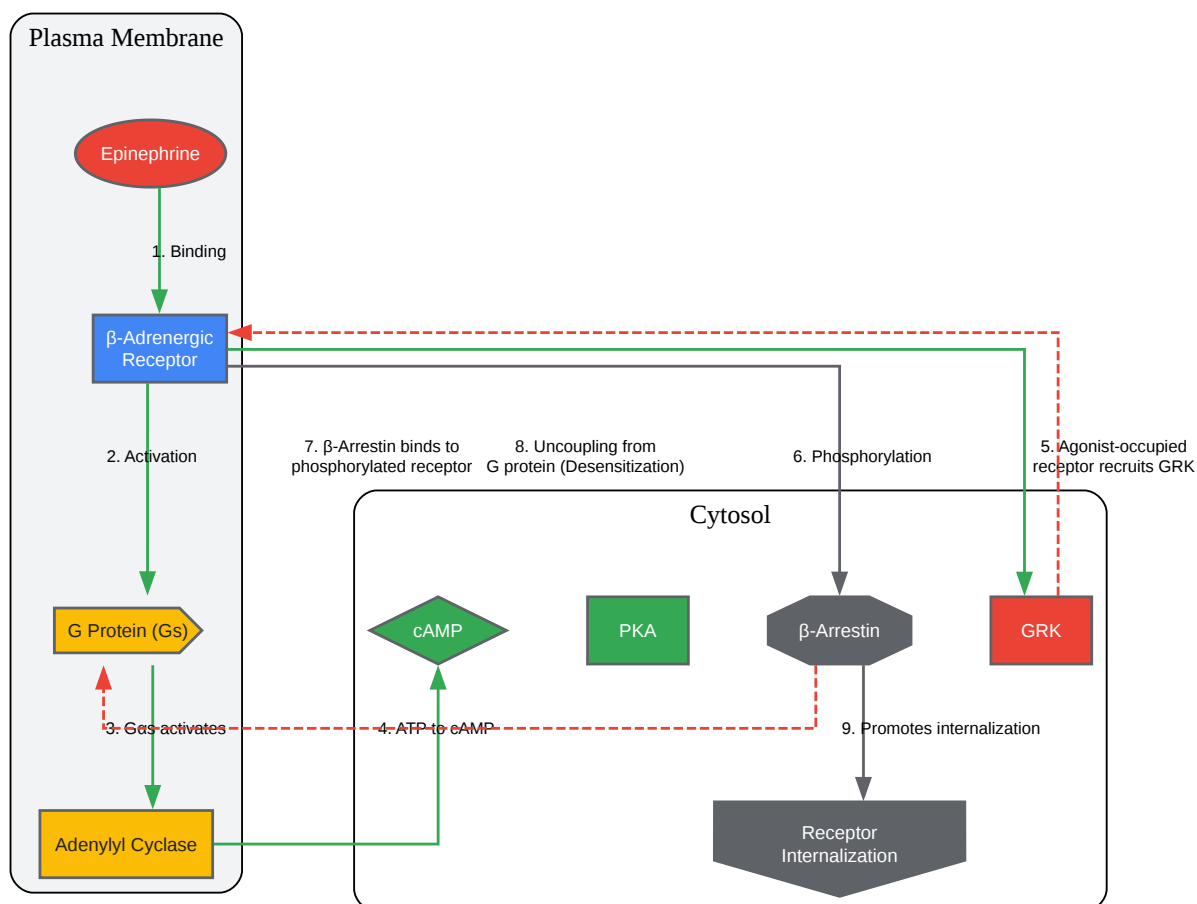 Plasma Membrane
Epinephrine
1. Binding
β-Adrenergic
Receptor
2. Activation
7. β-Arrestin binds to
phosphorylated receptor
8. Uncoupling from
G protein (Desensitization)
6. Phosphorylation
5. Agonist-occupied
receptor recruits GRK
Cytosol
G Protein (Gs)
cAMP
PKA
β-Arrestin
GRK
3. Gαs activates
4. ATP to cAMP
9. Promotes internalization
Adenylyl Cyclase
Receptor
Internalization